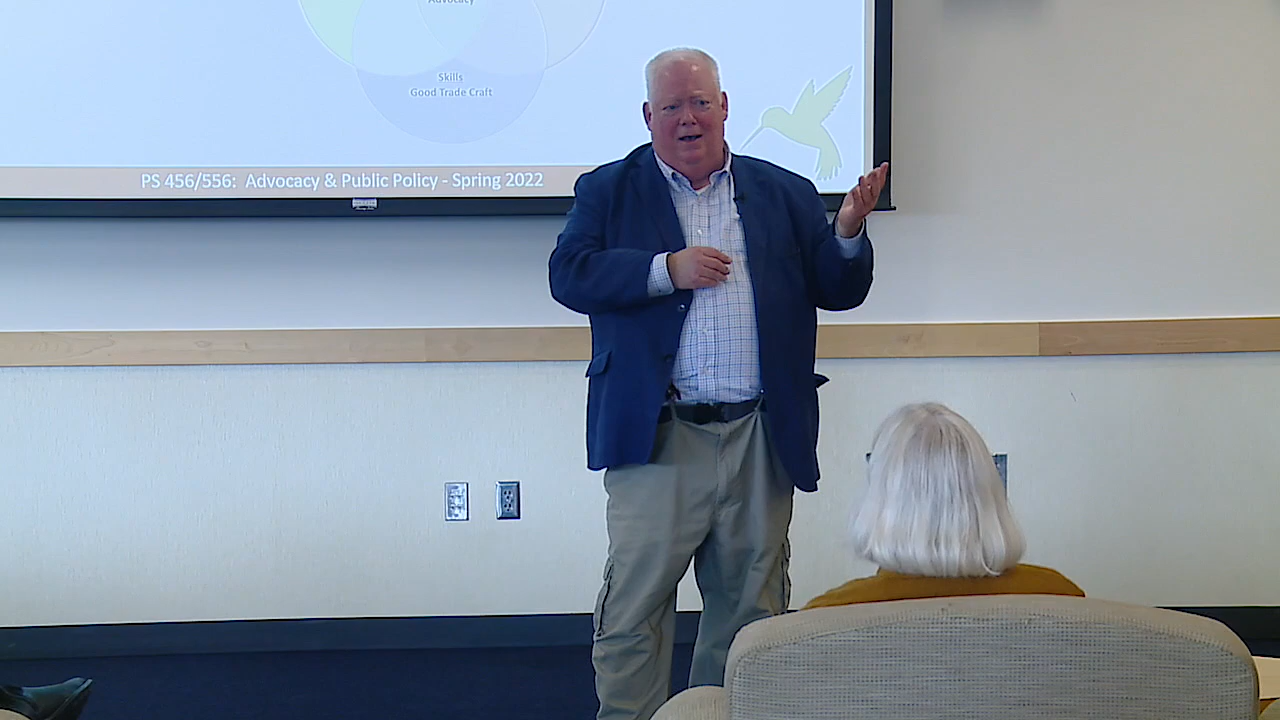 Advocacy
Skills
Good Trade Craft
PS 456/556: Advocacy & Public Policy - Spring 2022